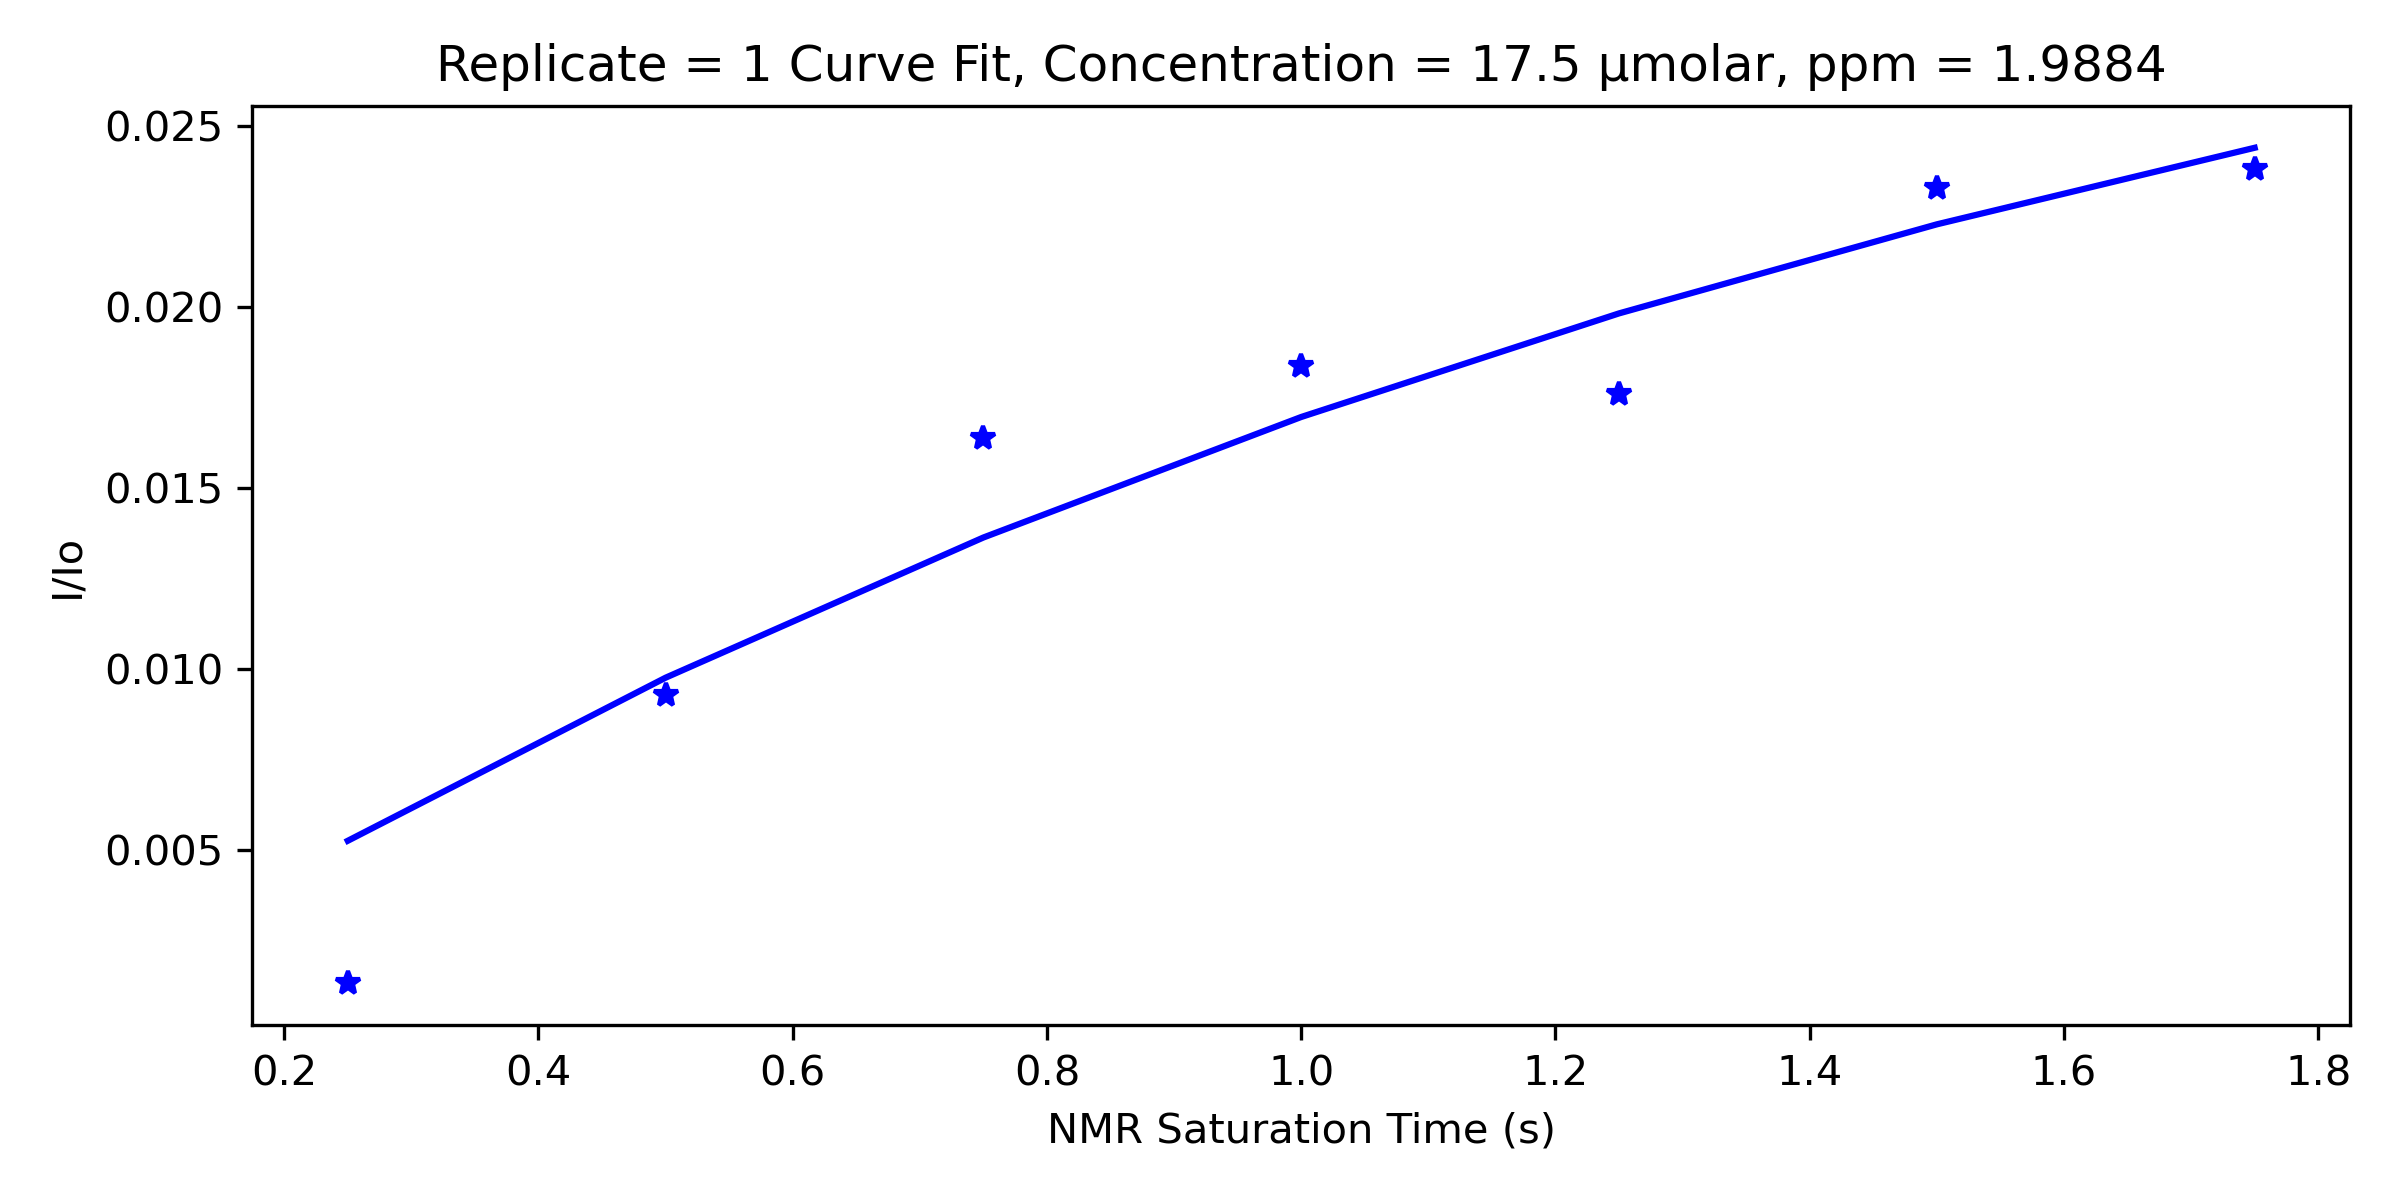 Replicate = 1 Curve Fit, Concentration = 17.5 µmolar, ppm = 1.9884
0.025
0.020
0.015
0.010
0.005
I/Io
0.2 0.4 0.6 0.8 1.0 1.2 1.4 1.6 1.8
NMR Saturation Time (s)